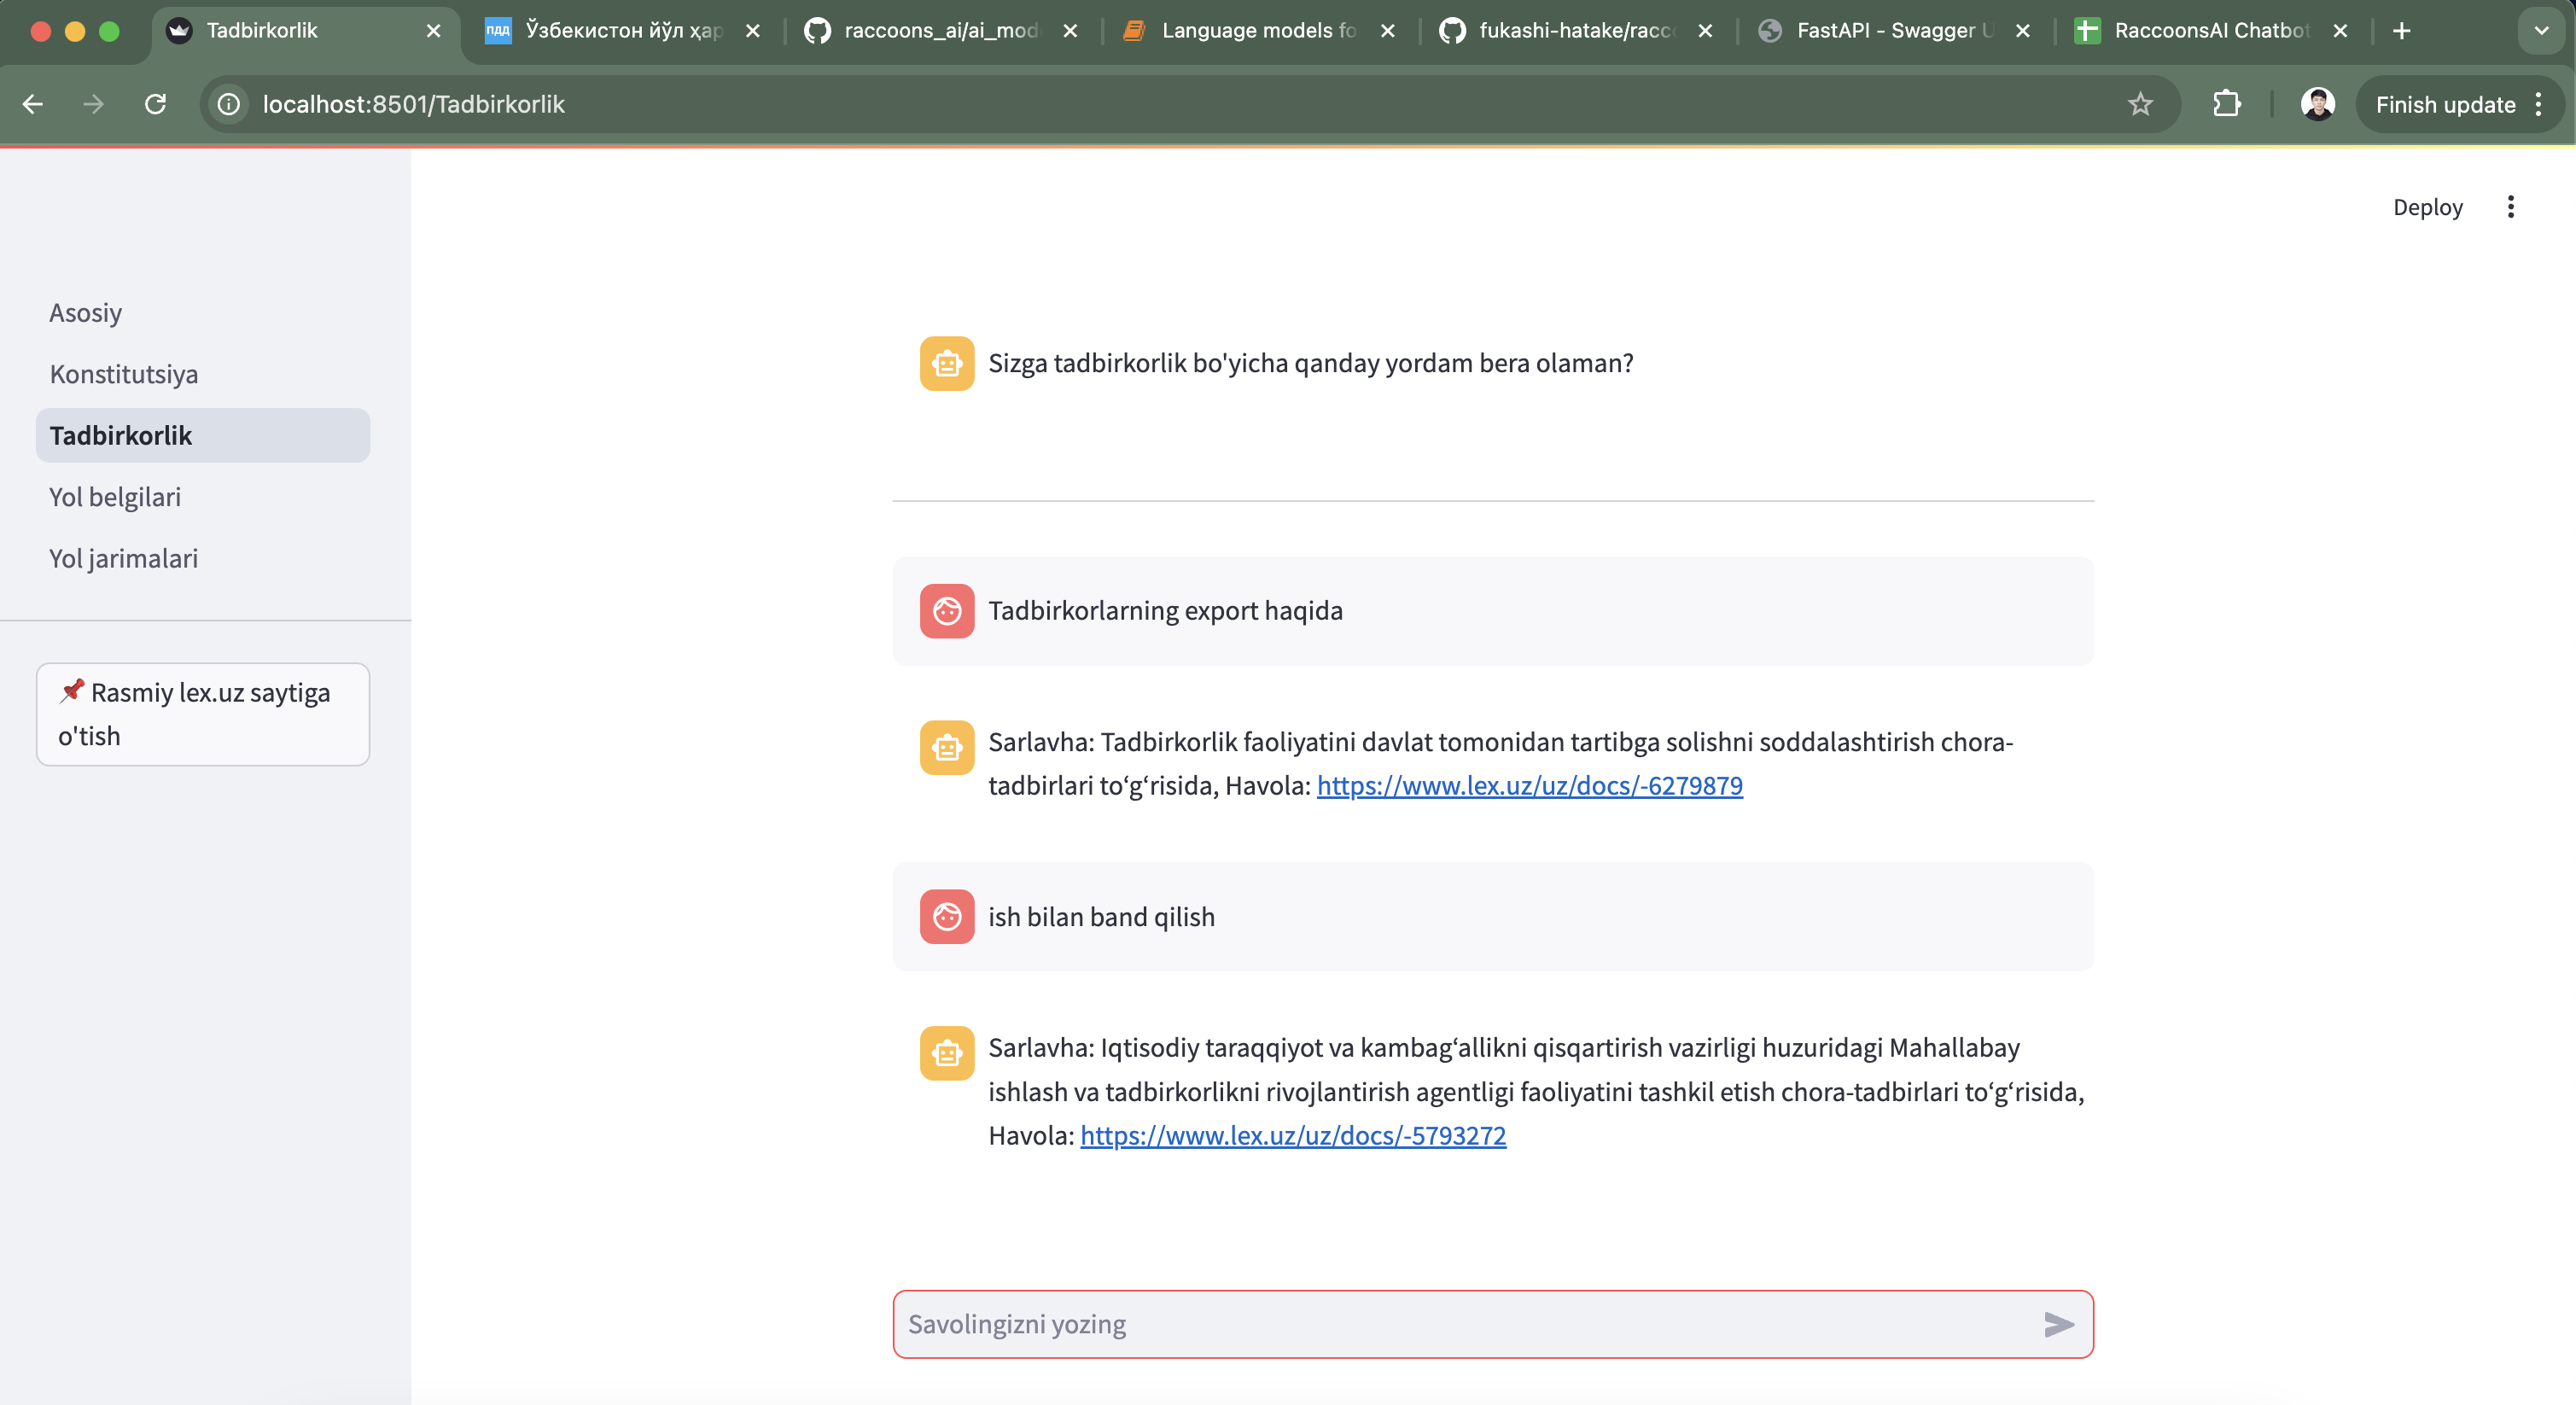 Tadbirkorlik
ПДД
Ўзбекистон йўл ҳар
raccoons_ai/ai_mod
Language models fo
fukashi-hatake/racc
FastAPI - Swagger U
RaccoonsAI Chatbot
localhost:8501/Tadbirkorlik
Finish update
Deploy
Asosiy
Konstitutsiya
Tadbirkorlik
Yol belgilari
Yol jarimalari
📌 Rasmiy lex.uz saytiga
o'tish
Sizga tadbirkorlik bo'yicha qanday yordam bera olaman?
Tadbirkorlarning export haqida
Sarlavha: Tadbirkorlik faoliyatini davlat tomonidan tartibga solishni soddalashtirish chora-
tadbirlari to‘g‘risida, Havola: https://www.lex.uz/uz/docs/-6279879
ish bilan band qilish
Sarlavha: Iqtisodiy taraqqiyot va kambag‘allikni qisqartirish vazirligi huzuridagi Mahallabay
ishlash va tadbirkorlikni rivojlantirish agentligi faoliyatini tashkil etish chora-tadbirlari to‘g‘risida,
Havola: https://www.lex.uz/uz/docs/-5793272
Savolingizni yozing